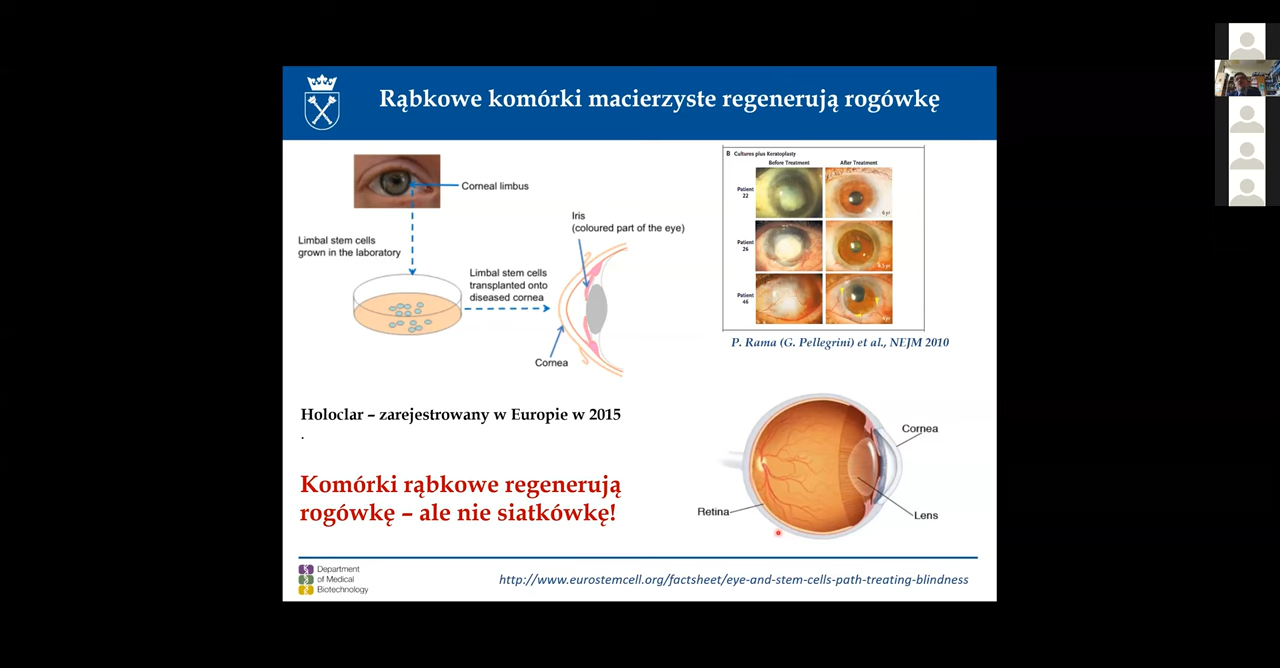 Rąbkowe komórki macierzyste regenerują rogówkę
Corneal limbus
Limbal stem cells
grown in the laboratory
Limbal stem cells
transplanted onto
diseased cornea
Iris
(coloured part of the eye)
Cornea
B Cultures plus Keratoplasty
Before Treatment
After Treatment
Patient
22
6 yr
Patient
26
Patient
46
P. Rama (G. Pellegrini) et al., NEJM 2010
Holoclar – zarejestrowany w Europie w 2015
.
Komórki rąbkowe regenerują
rogówkę – ale nie siatkówkę!
Cornea
Retina
Lens
Department
of Medical
Biotechnology
http://www.eurostemcell.org/factsheet/eye-and-stem-cells-path-treating-blindness